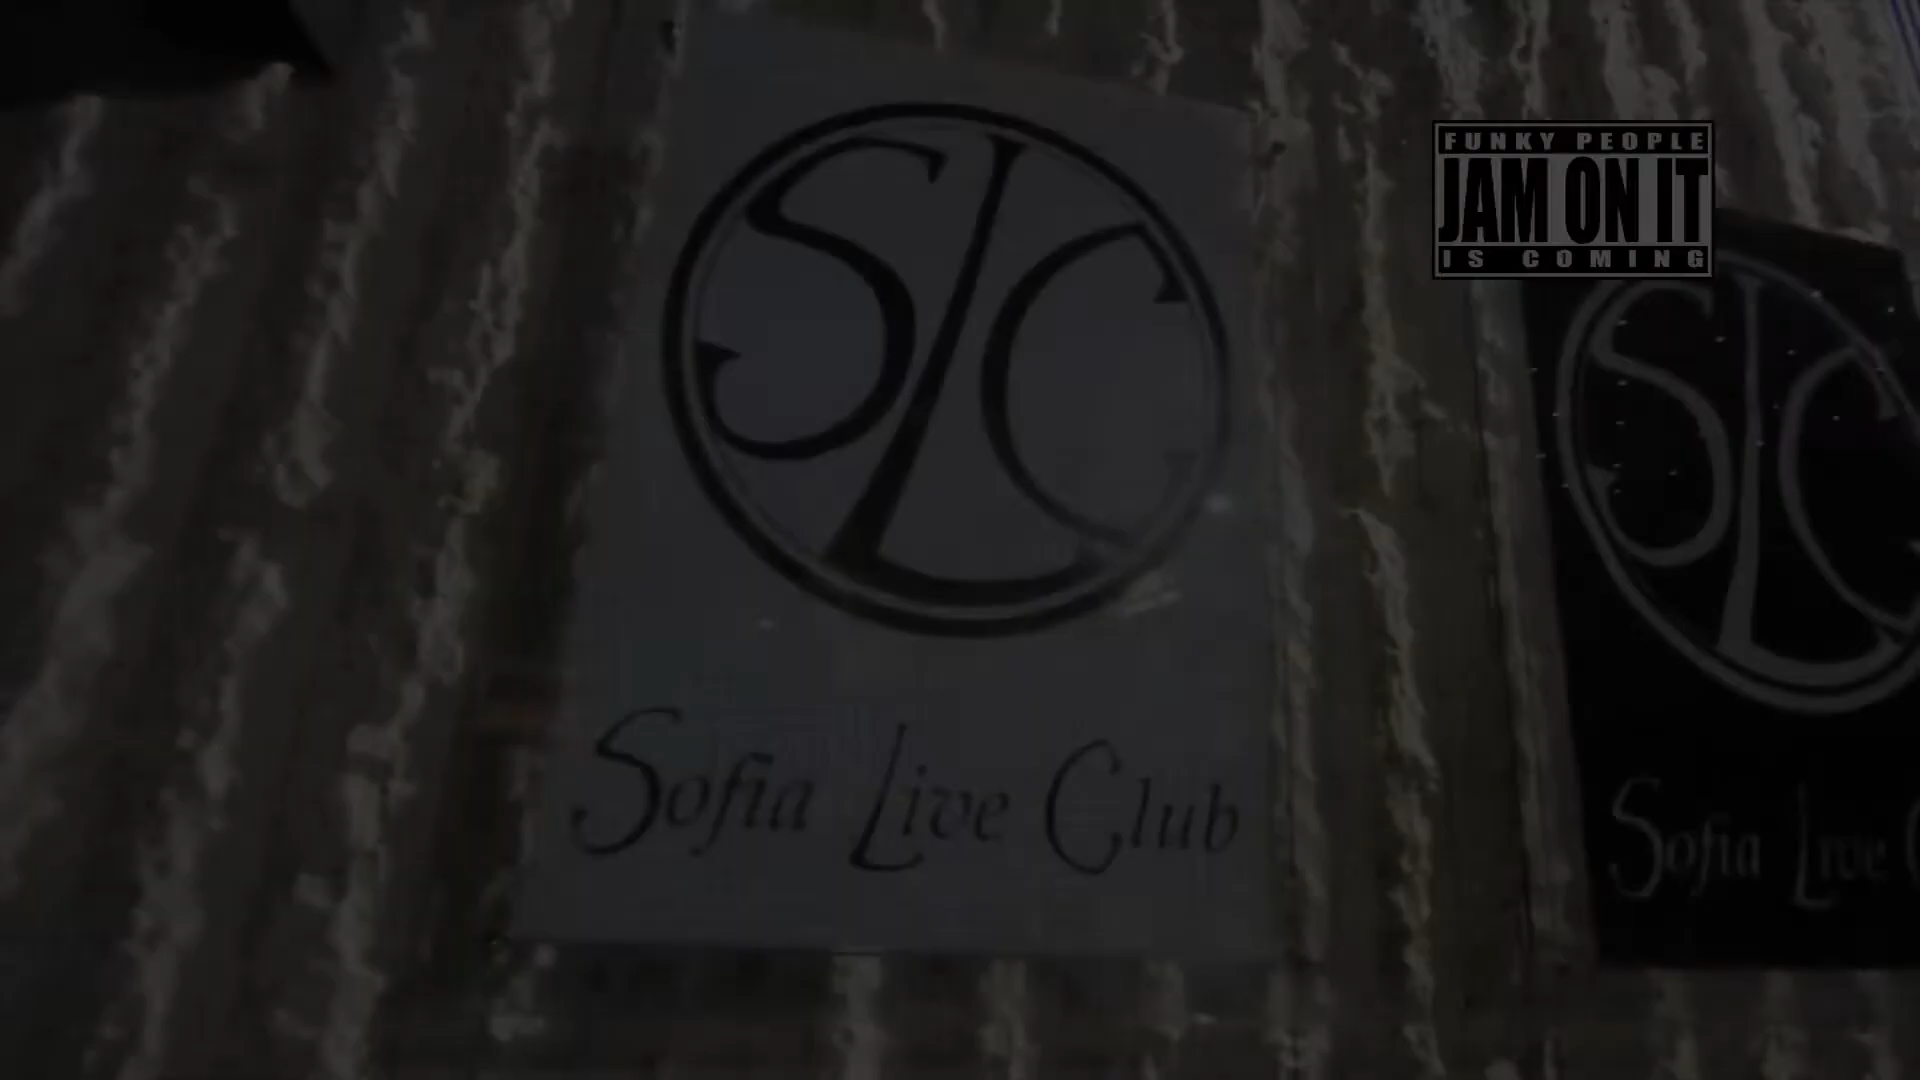 SLC
Sofia Live Club
FUNKY PEOPLE
JAM ON IT
IS COMING
SLC
Sofia Live